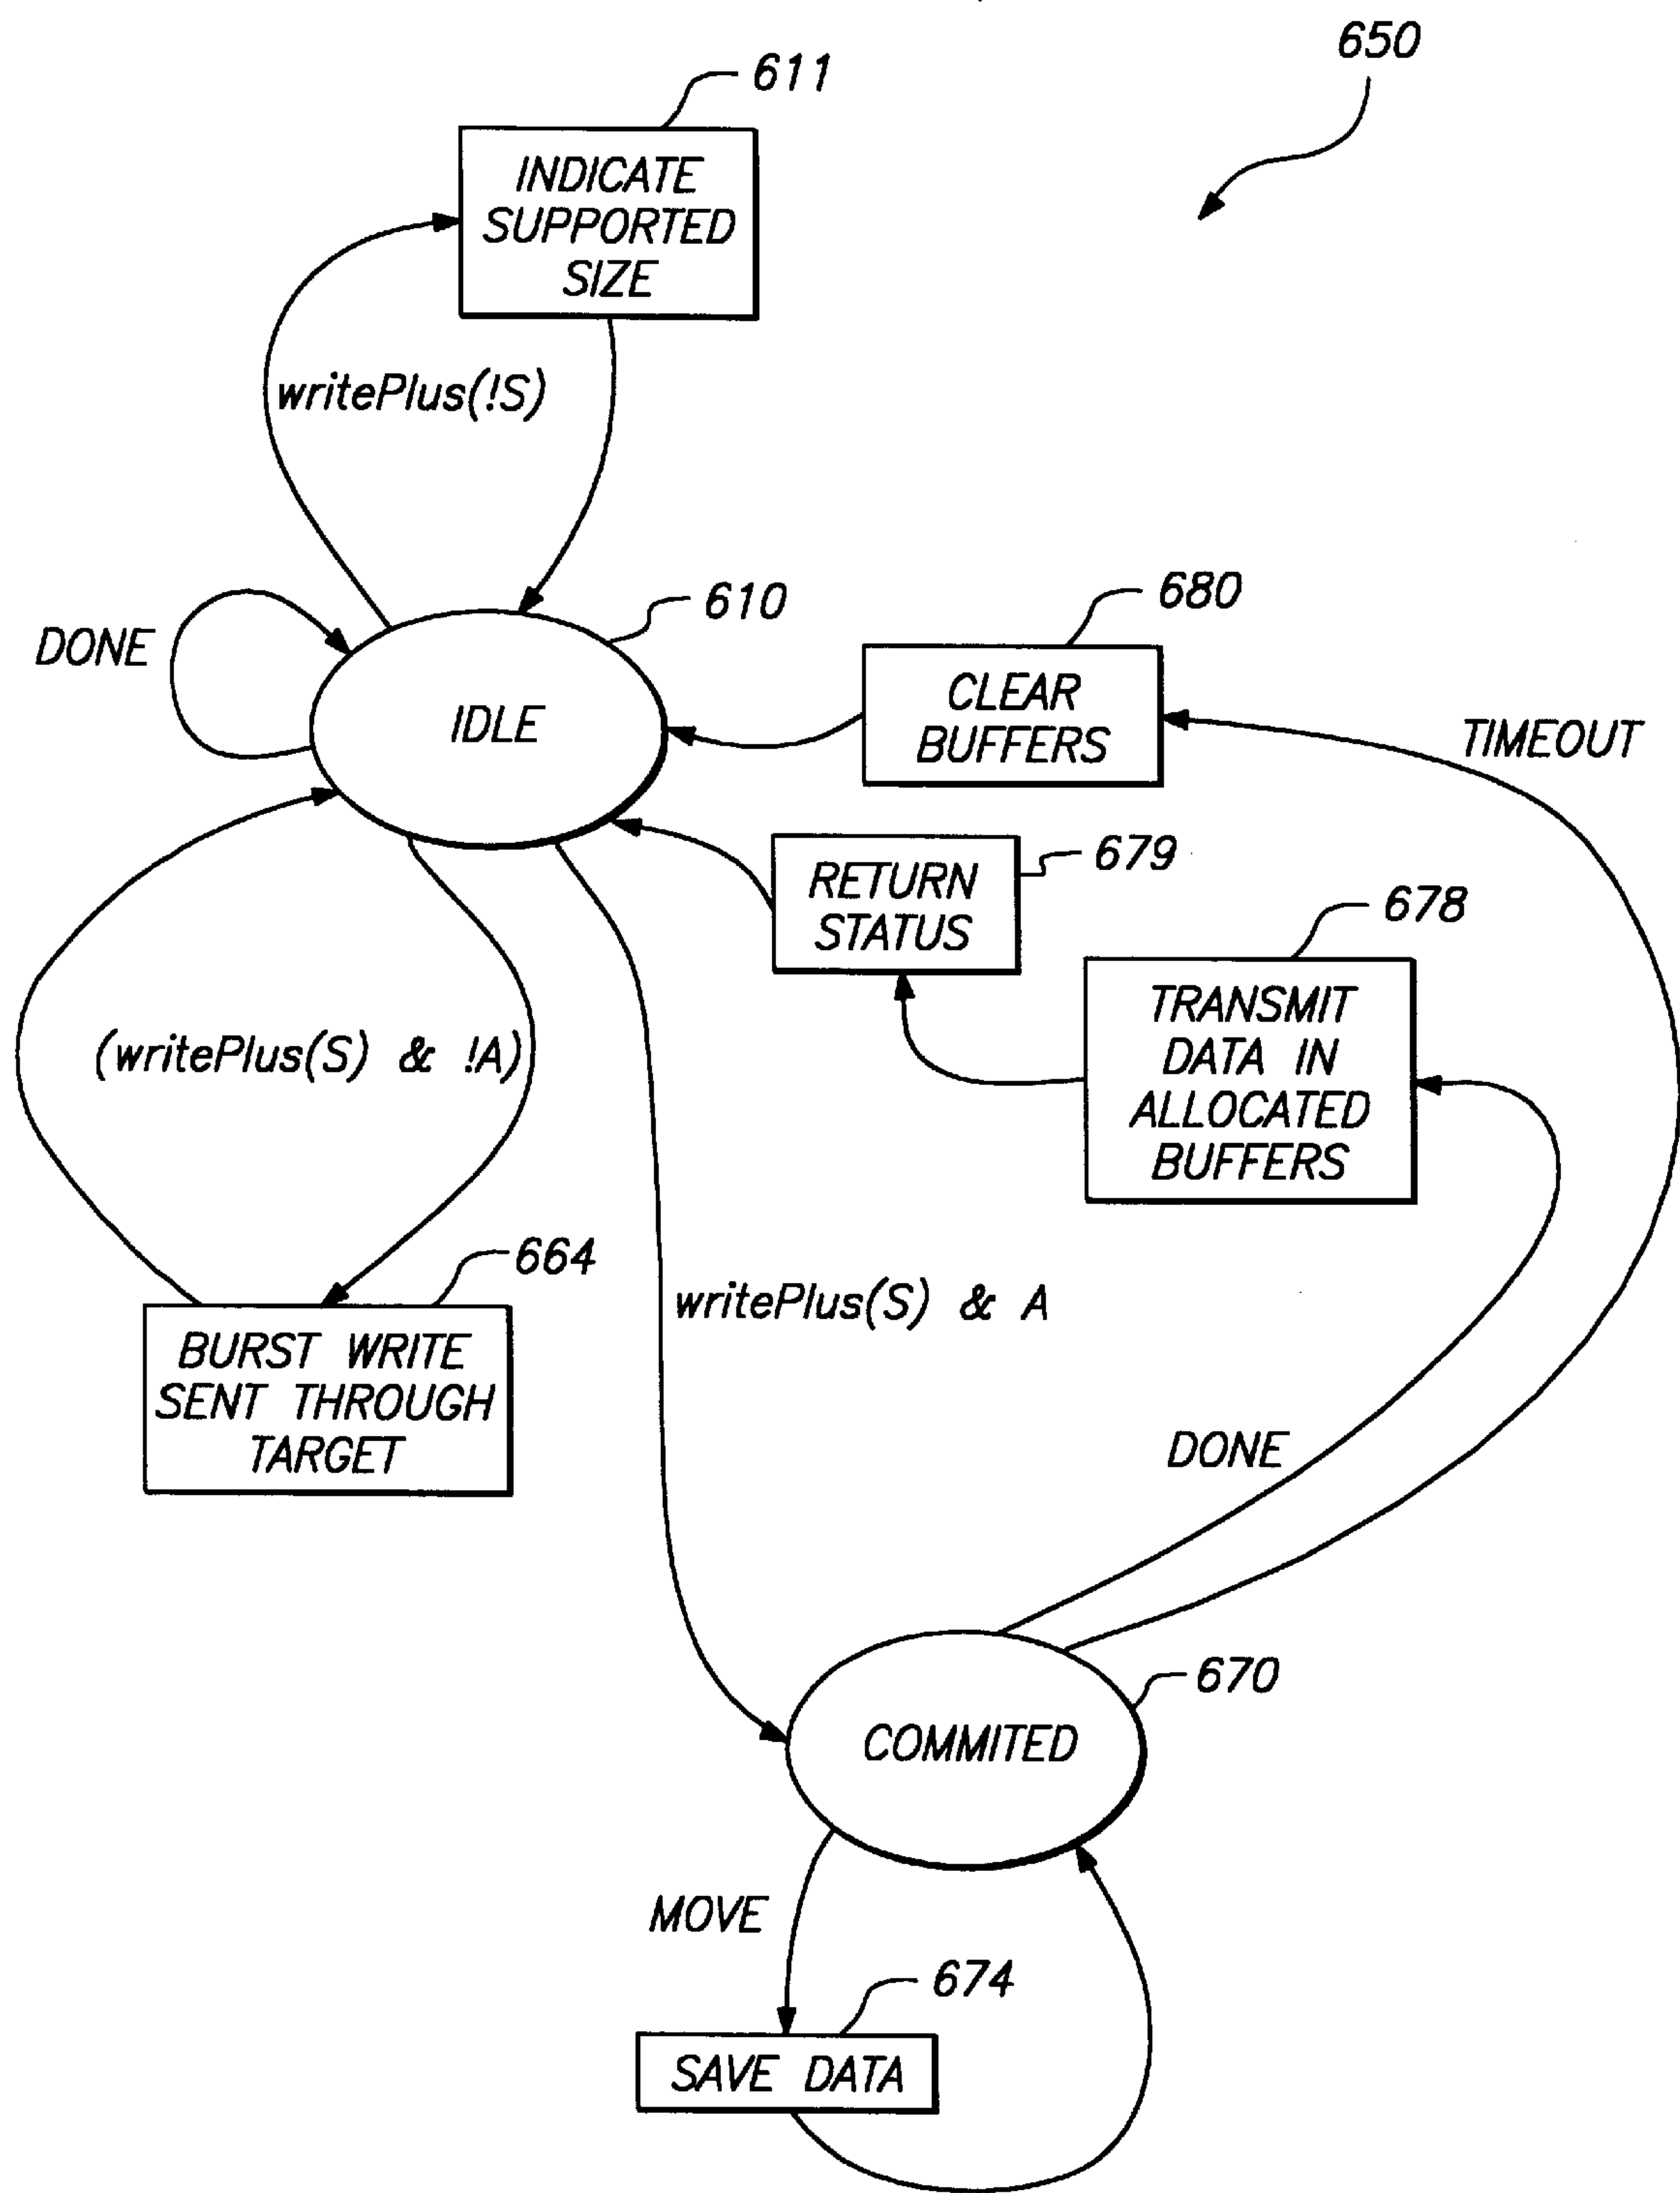 650
611
INDICATE
SUPPORTED
SIZE
writePlus(!S)
610
680
DONE
IDLE
CLEAR
BUFFERS
TIMEOUT
679
RETURN
STATUS
678
TRANSMIT
DATA IN
ALLOCATED
BUFFERS
(writePlus(S) & !A)
664
writePlus(S) & A
BURST WRITE
SENT THROUGH
TARGET
DONE
670
COMMITED
MOVE
674
SAVE DATA